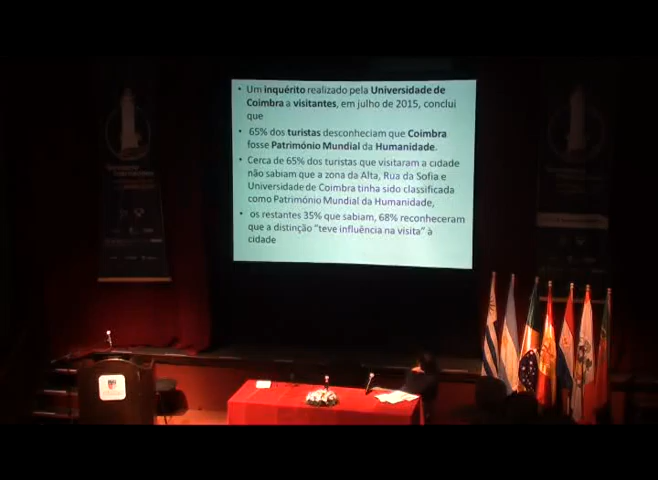 • Um inquérito realizado pela Universidade de
Coimbra a visitantes, em julho de 2015, conclui
que
• 65% dos turistas desconheciam que Coimbra
fosse Património Mundial da Humanidade.
• Cerca de 65% dos turistas que visitaram a cidade
não sabiam que a zona da Alta, Rua da Sofia e
Universidade de Coimbra tinha sido classificada
como Património Mundial da Humanidade,
• os restantes 35% que sabiam, 68% reconheceram
que a distinção “teve influência na visita” à
cidade